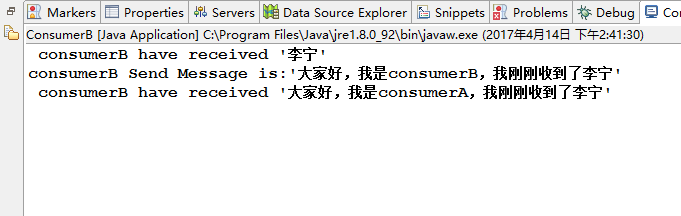 Markers Properties Servers Data Source Explorer Snippets Problems Debug Co
ConsumerB [Java Application] C:\Program Files\Java\jre1.8.0_92\bin\javaw.exe (2017年4月14日 下午2:41:30)
consumerB have received '李宁'
consumerB Send Message is:'大家好，我是consumerB，我刚刚收到了李宁'
consumerB have received '大家好，我是consumerA，我刚刚收到了李宁'